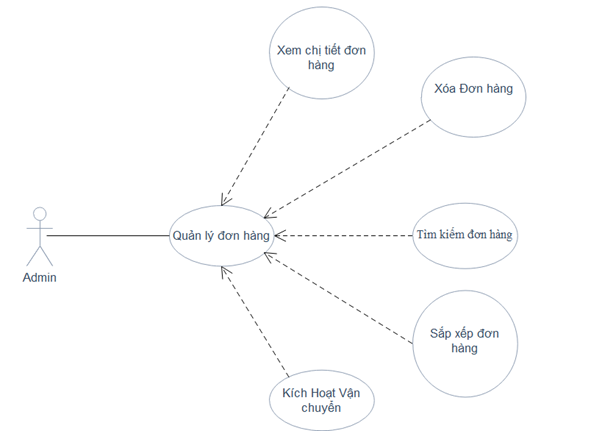 Xem chị tiết đơn
hàng
Xóa Đơn hàng
Quản lý đơn hàng
Tìm kiếm đơn hàng
Admin
Sắp xếp đơn
hàng
Kích Hoạt Vận
chuyển